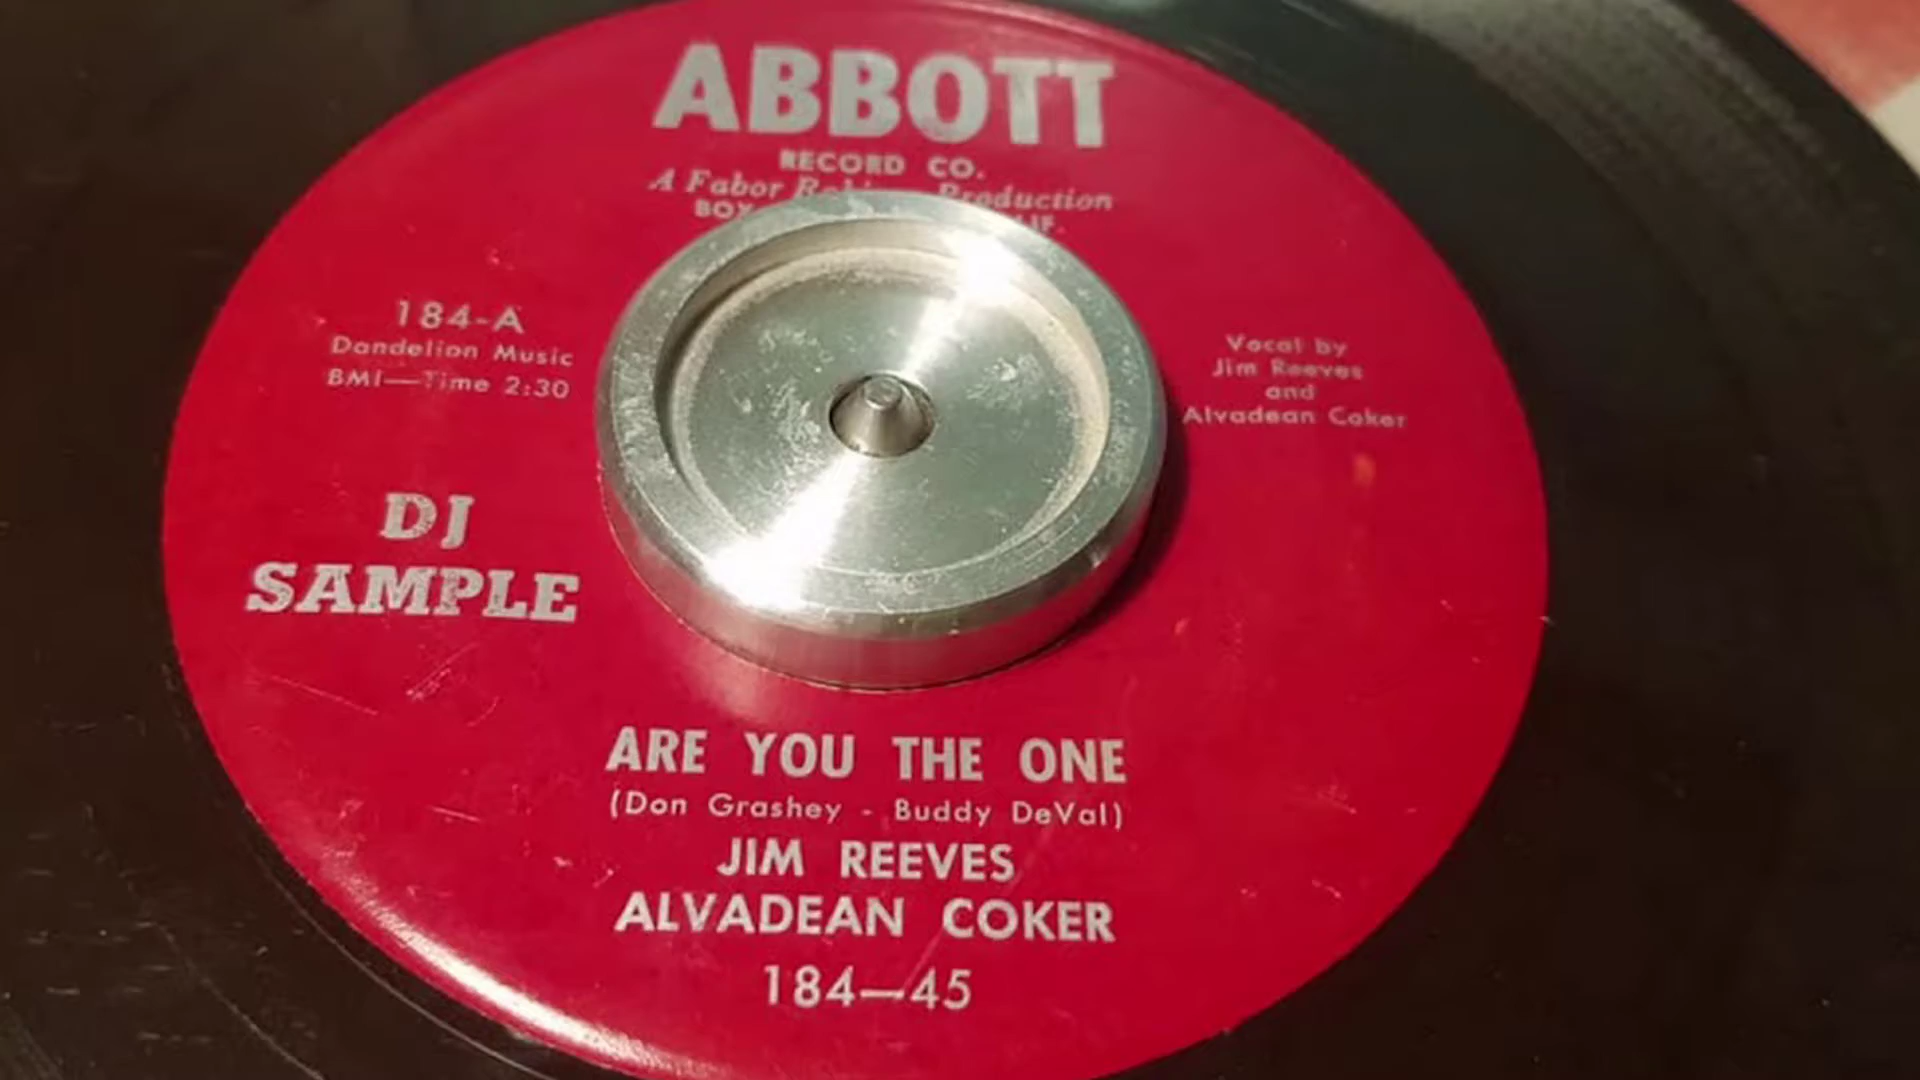 ABBOTT
RECORD CO.
A Fabor Production
BOX
184-A
Dandelion Music
BMI—Time 2:30
Vocal by
Jim Reeves
and
Alvadean Coker
DJ
SAMPLE
ARE YOU THE ONE
(Don Grashey - Buddy DeVal)
JIM REEVES
ALVADEAN COKER
184—45